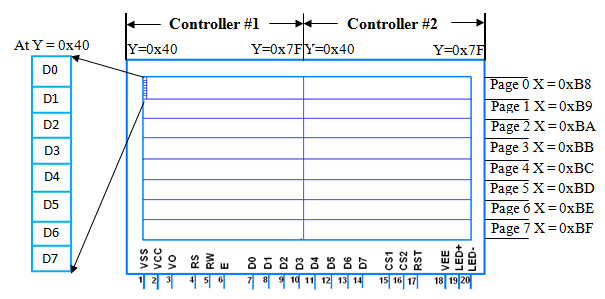 Controller #1 Controller #2
At Y = 0x40 Y=0x40 Y=0x7F Y=0x40 Y=0x7F
D0
D1
D2
D3
D4
D5
D6
D7
Page 0 X = 0xB8
Page 1 X = 0xB9
Page 2 X = 0xBA
Page 3 X = 0xBB
Page 4 X = 0xBC
Page 5 X = 0xBD
Page 6 X = 0xBE
Page 7 X = 0xBF
VSS VCC VO RS RW E D0 D1 D2 D3 D4 D5 D6 D7 CS1 CS2 RST VEE LED+ LED-
1 2 3 4 5 6 7 8 9 10 11 12 13 14 15 16 17 18 19 20